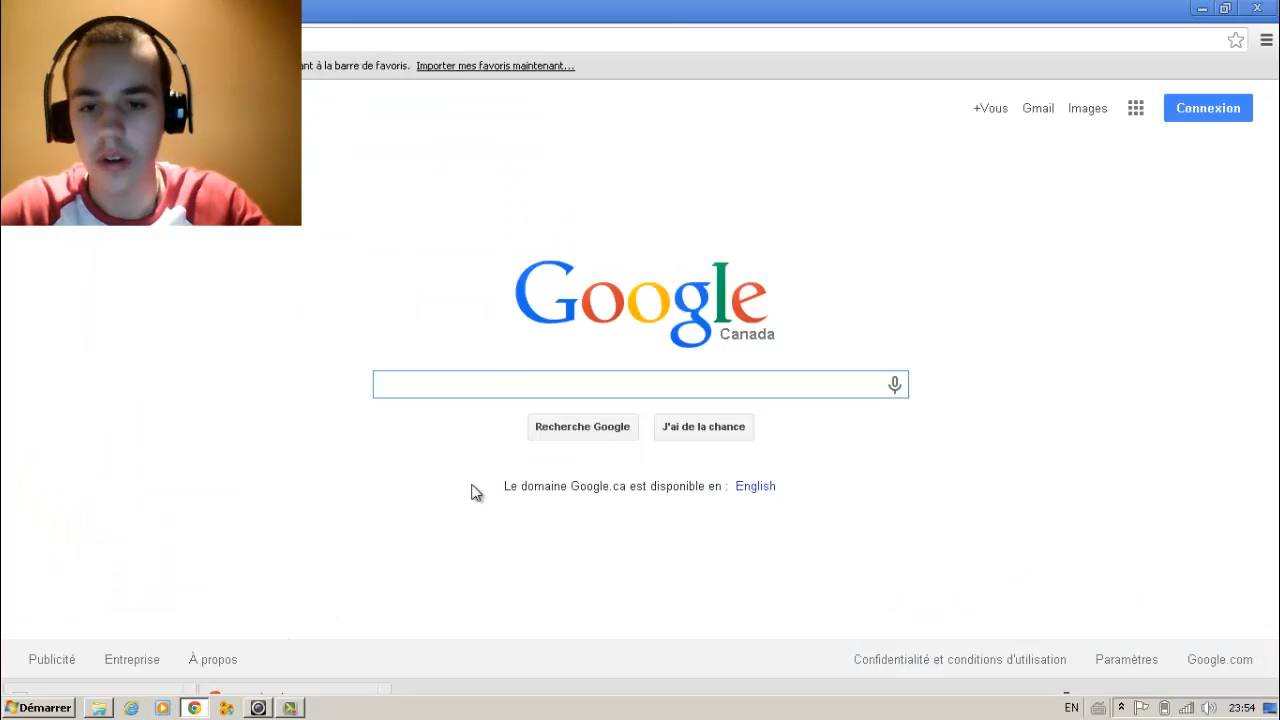 ant à la barre de favoris. Importer mes favoris maintenant...
+Vous Gmail Images Connexion
Google
Canada
Recherche Google J'ai de la chance
Le domaine Google.ca est disponible en : English
Publicité Entreprise À propos Confidentialité et conditions d'utilisation Paramètres Google.com
Démarrer EN 23:54